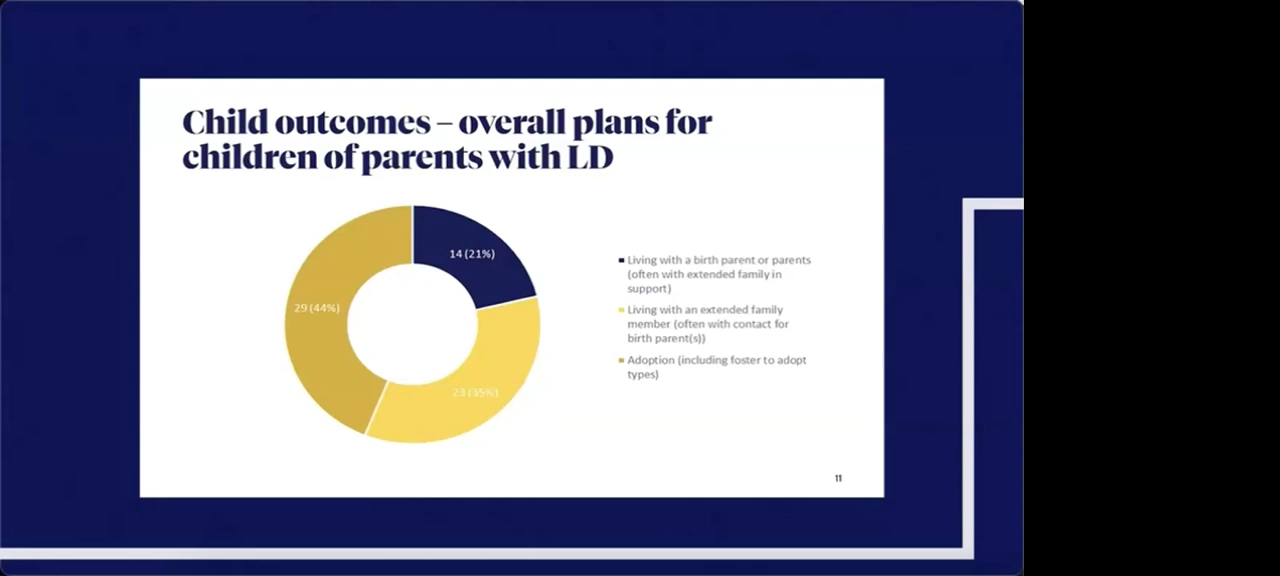 Child outcomes – overall plans for
children of parents with LD
14 (21%)
29 (44%)
23 (35%)
Living with a birth parent or parents
(often with extended family in
support)
Living with an extended family
member (often with contact for
birth parent(s))
Adoption (including foster to adopt
types)
11